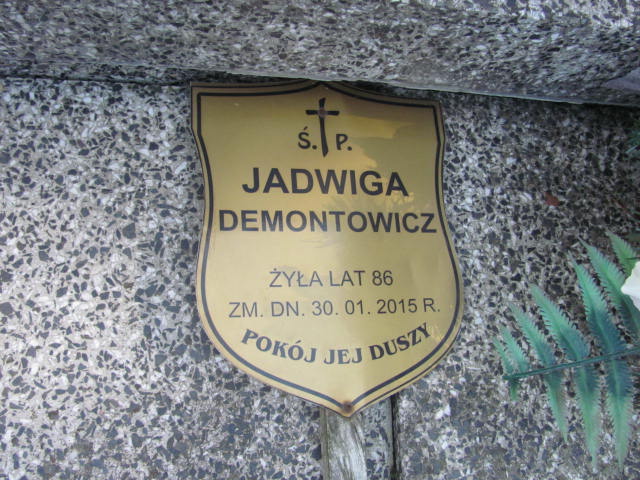 Ś. P.
JADWIGA
DEMONTOWICZ
ŻYŁA LAT 86
ZM. DN. 30. 01. 2015 R.
POKÓJ JEJ DUSZY